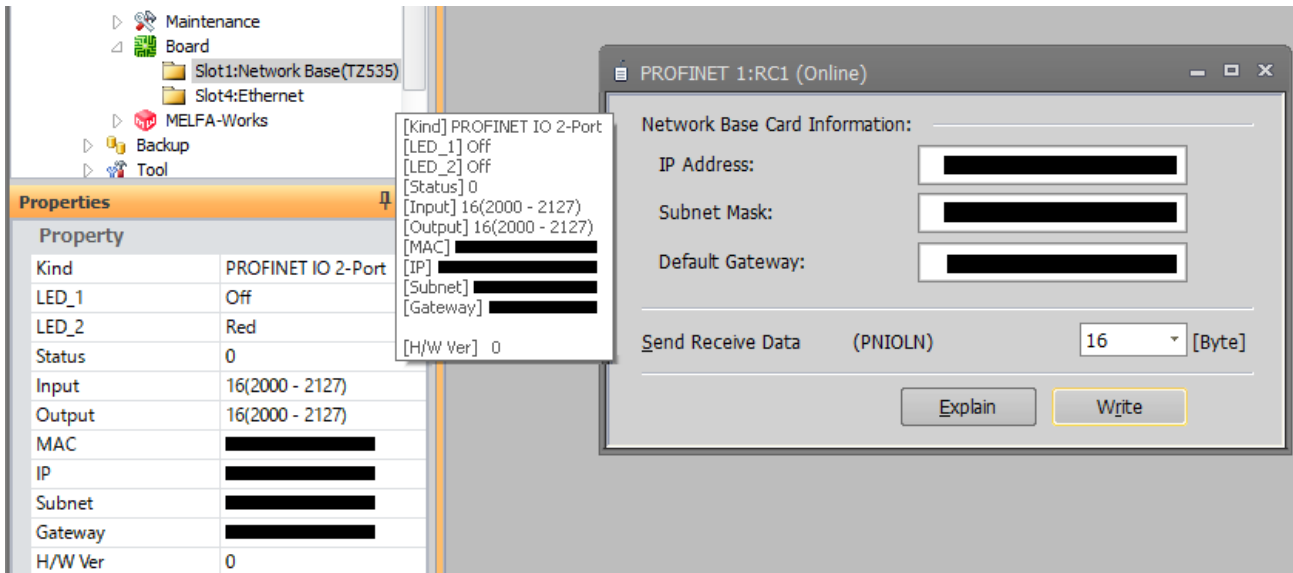 Maintenance
Board
Slot1:Network Base(TZ535)
Slot4:Ethernet
MELFA-Works
Backup
Tool
Properties
Property
Kind PROFINET IO 2-Port
LED_1 Off
LED_2 Red
Status 0
Input 16(2000 - 2127)
Output 16(2000 - 2127)
MAC
IP
Subnet
Gateway
H/W Ver 0
[Kind] PROFINET IO 2-Port
[LED_1] Off
[LED_2] Off
[Status] 0
[Input] 16(2000 - 2127)
[Output] 16(2000 - 2127)
[MAC]
[IP]
[Subnet]
[Gateway]
[H/W Ver] 0
PROFINET 1:RC1 (Online)
Network Base Card Information:
IP Address:
Subnet Mask:
Default Gateway:
Send Receive Data (PNIOLN) 16 [Byte]
Explain Write